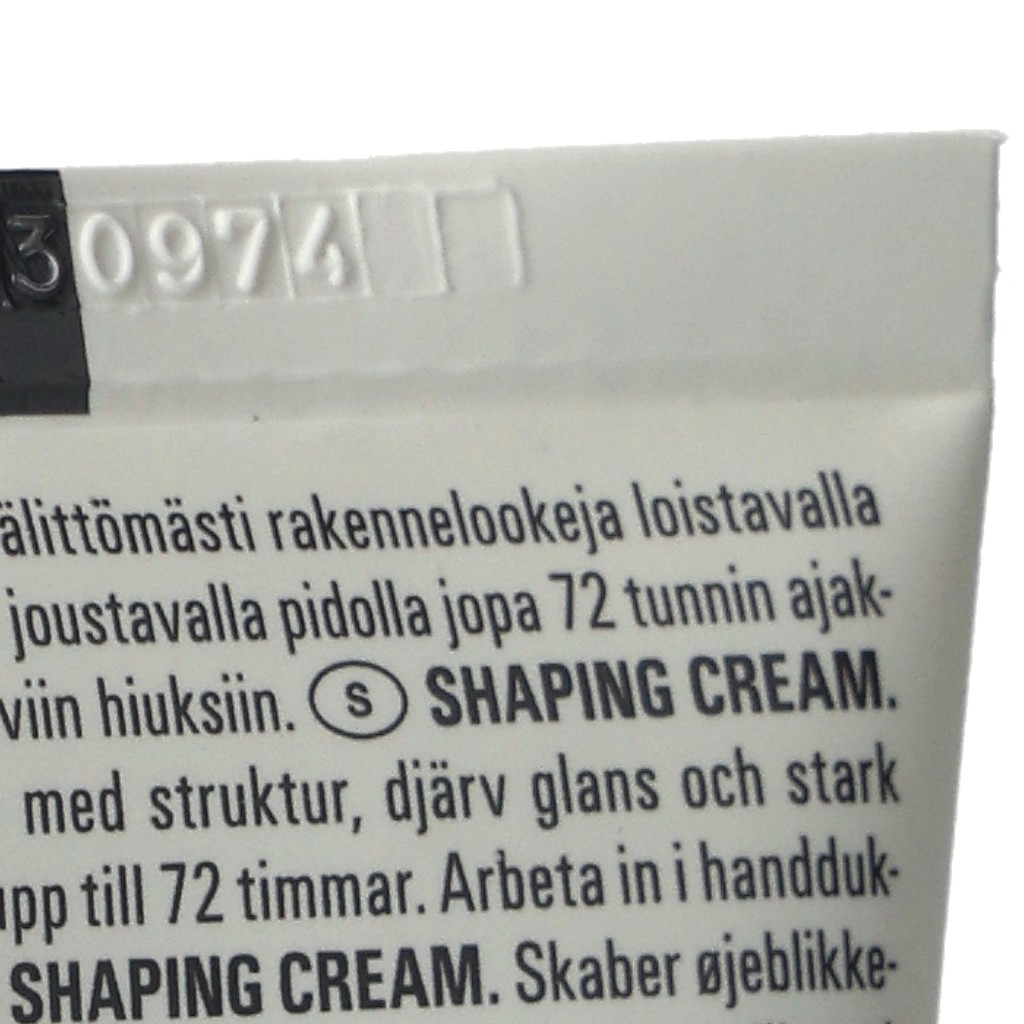 30974
älittömästi rakennelookeja loistavalla
joustavalla pidolla jopa 72 tunnin ajak-
viin hiuksiin. S SHAPING CREAM.
med struktur, djärv glans och stark
upp till 72 timmar. Arbeta in i handduk-
SHAPING CREAM. Skaber øjeblikke-